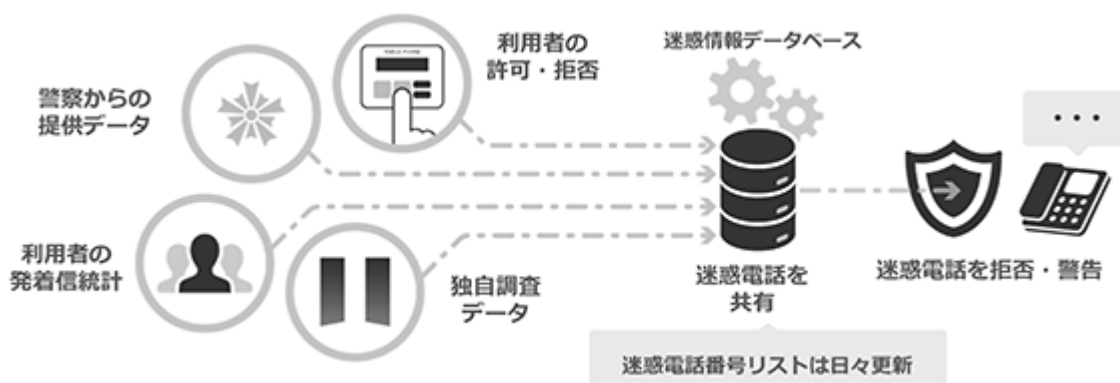 利用者の
許可・拒否
警察からの
提供データ
利用者の
発着信統計
独自調査
データ
迷惑情報データベース
迷惑電話を
共有
迷惑電話番号リストは日々更新
・・・
迷惑電話を拒否・警告